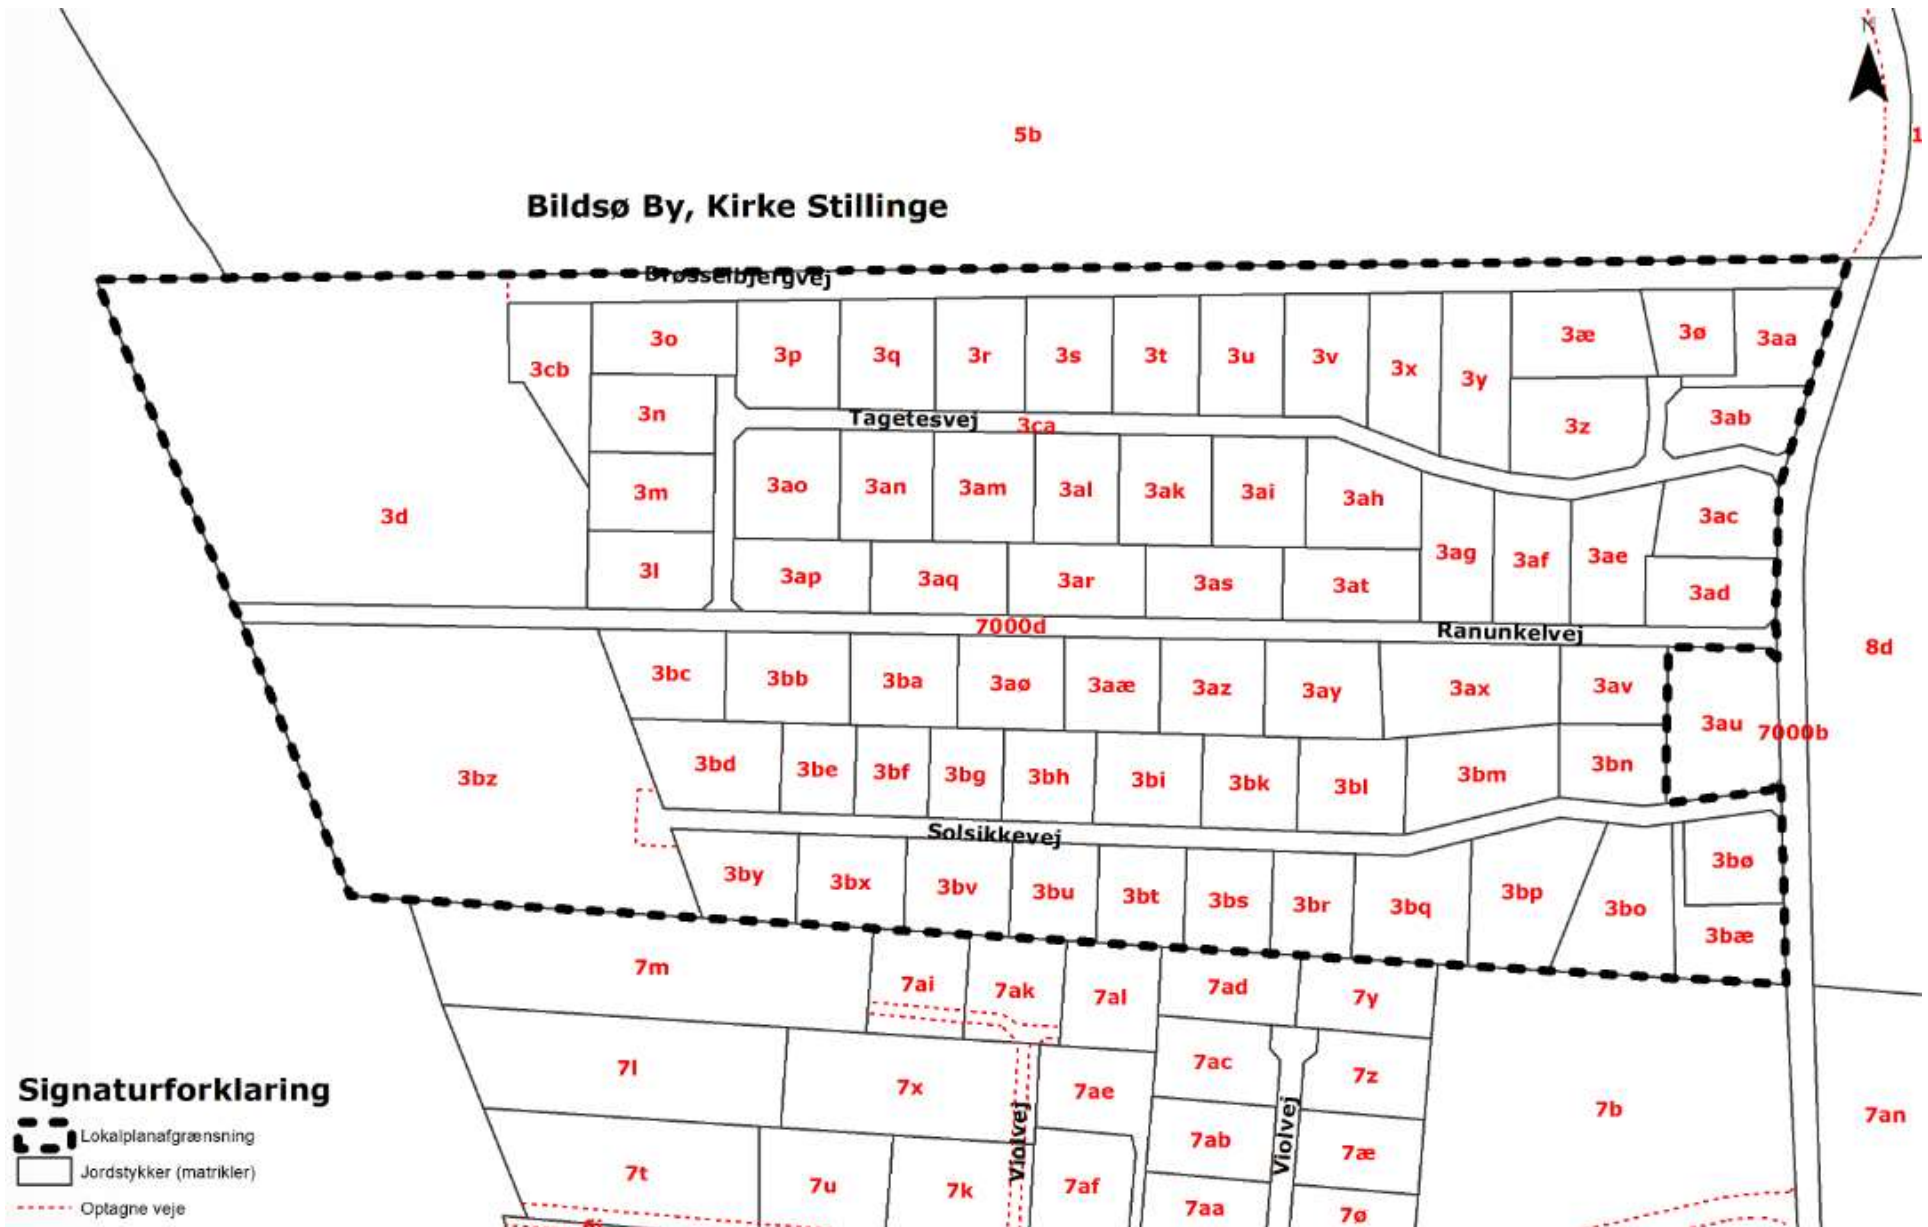 N
5b
1
Bildsø By, Kirke Stillinge
Brøsselbjergvej
3o
3p
3q
3r
3s
3t
3u
3v
3x
3y
3æ
3ø
3aa
3cb
3n
Tagetesvej
3ca
3z
3ab
3m
3ao
3an
3am
3al
3ak
3ai
3ah
3ac
3d
3l
3ap
3aq
3ar
3as
3at
3ag
3af
3ae
3ad
7000d
Ranunkelvej
8d
3bc
3bb
3ba
3aø
3aæ
3az
3ay
3ax
3av
3au
7000b
3bz
3bd
3be
3bf
3bg
3bh
3bi
3bk
3bl
3bm
3bn
Solsikkevej
3by
3bx
3bv
3bu
3bt
3bs
3br
3bq
3bp
3bo
3bø
3bæ
7m
7ai
7ak
7al
7ad
7y
7l
7x
7ae
7ac
7z
7b
7an
Violvej
Violvej
7ab
7æ
7t
7u
7k
7af
7aa
7ø
Signaturforklaring
Lokalplanafgrænsning
Jordstykker (matrikler)
Optagne veje